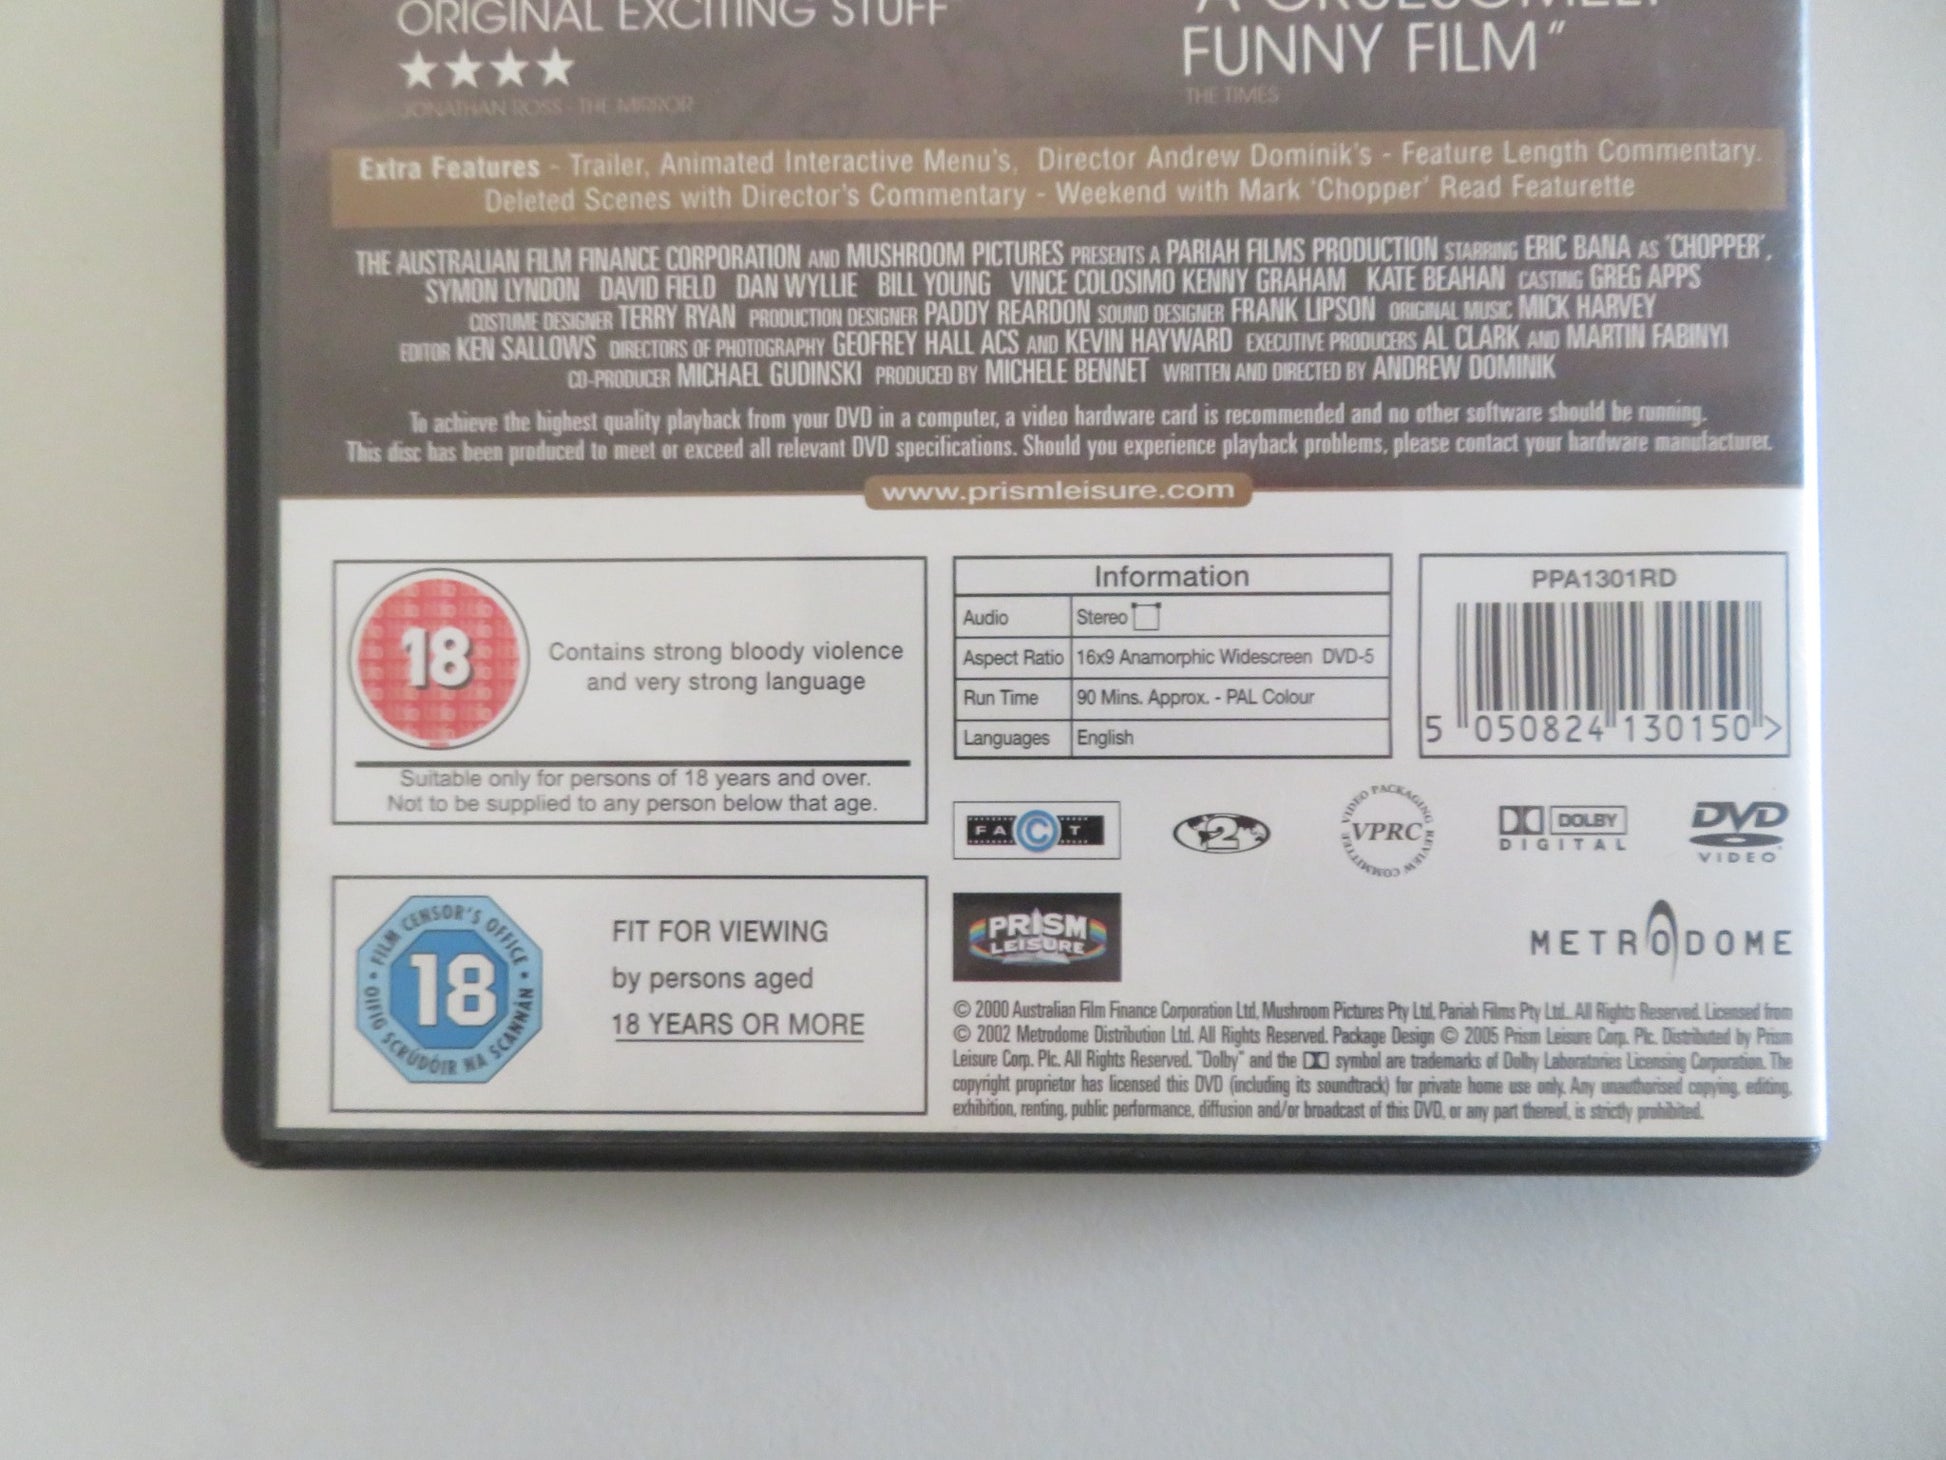 ORIGINAL EXCITING STUFF"
JONATHAN ROSS - THE MIRROR
FUNNY FILM"
THE TIMES
Extra Features - Trailer, Animated Interactive Menu's, Director Andrew Dominik's - Feature Length Commentary.
Deleted Scenes with Director's Commentary - Weekend with Mark 'Chopper' Read Featurette
THE AUSTRALIAN FILM FINANCE CORPORATION AND MUSHROOM PICTURES PRESENTS A PARIAH FILMS PRODUCTION STARRING ERIC BANA AS 'CHOPPER',
SYMON LYNDON DAVID FIELD DAN WYLLIE BILL YOUNG VINCE COLOSIMO KENNY GRAHAM KATE BEAHAN CASTING GREG APPS
COSTUME DESIGNER TERRY RYAN PRODUCTION DESIGNER PADDY REARDON SOUND DESIGNER FRANK LIPSON ORIGINAL MUSIC MICK HARVEY
EDITOR KEN SALLOWS DIRECTORS OF PHOTOGRAPHY GEOFREY HALL ACS AND KEVIN HAYWARD EXECUTIVE PRODUCERS AL CLARK AND MARTIN FABINYI
CO-PRODUCER MICHAEL GUDINSKI PRODUCED BY MICHELE BENNET WRITTEN AND DIRECTED BY ANDREW DOMINIK
To achieve the highest quality playback from your DVD in a computer, a video hardware card is recommended and no other software should be running.
This disc has been produced to meet or exceed all relevant DVD specifications. Should you experience playback problems, please contact your hardware manufacturer.
www.prismleisure.com
18
Contains strong bloody violence
and very strong language
Suitable only for persons of 18 years and over.
Not to be supplied to any person below that age.
Information
Audio Stereo
Aspect Ratio 16x9 Anamorphic Widescreen DVD-5
Run Time 90 Mins. Approx. - PAL Colour
Languages English
PPA1301RD
5 050824 130150 >
FACT
2
VIDEO PACKAGING REVIEW COMMITTEE
VPRC
DOLBY
DIGITAL
DVD
VIDEO
FILM CENSOR'S OFFICE
18
OIFIG SCRÚDÓIR NA SCANNÁN
FIT FOR VIEWING
by persons aged
18 YEARS OR MORE
PRISM
LEISURE
METRODOME
© 2000 Australian Film Finance Corporation Ltd, Mushroom Pictures Pty Ltd, Pariah Films Pty Ltd.. All Rights Reserved. Licensed from
© 2002 Metrodome Distribution Ltd. All Rights Reserved. Package Design © 2005 Prism Leisure Corp. Plc. Distributed by Prism
Leisure Corp. Plc. All Rights Reserved. "Dolby" and the symbol are trademarks of Dolby Laboratories Licensing Corporation. The
copyright proprietor has licensed this DVD (including its soundtrack) for private home use only. Any unauthorised copying, editing,
exhibition, renting, public performance, diffusion and/or broadcast of this DVD, or any part thereof, is strictly prohibited.